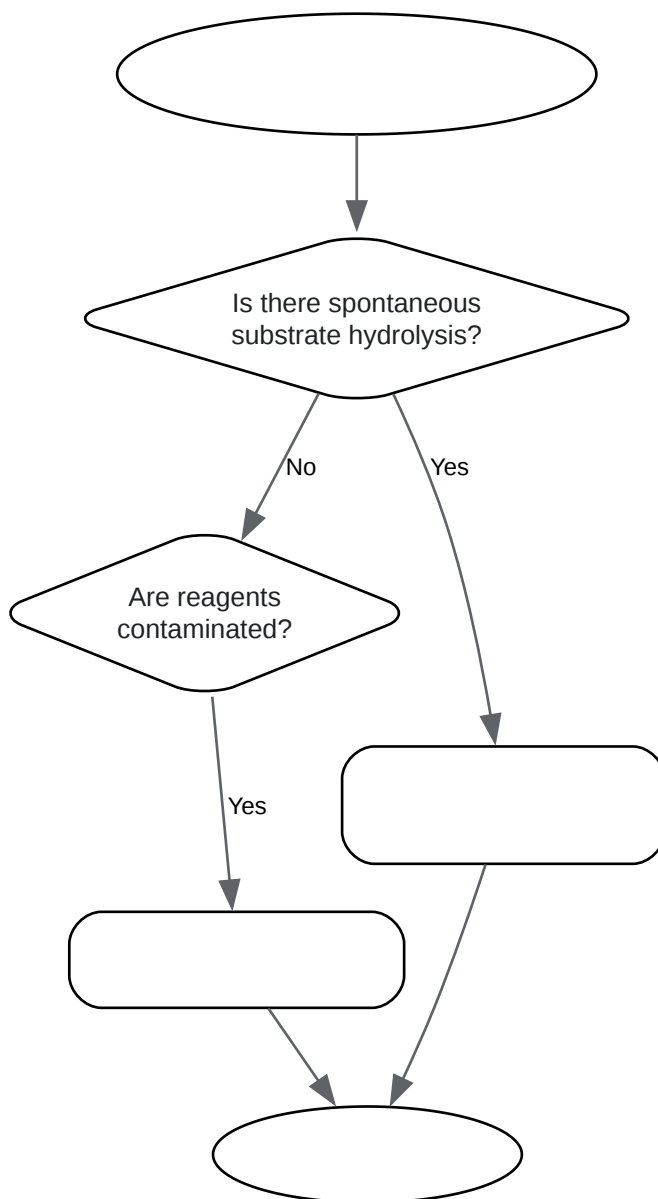 Is there spontaneous
substrate hydrolysis?
No
Yes
Are reagents
contaminated?
Yes